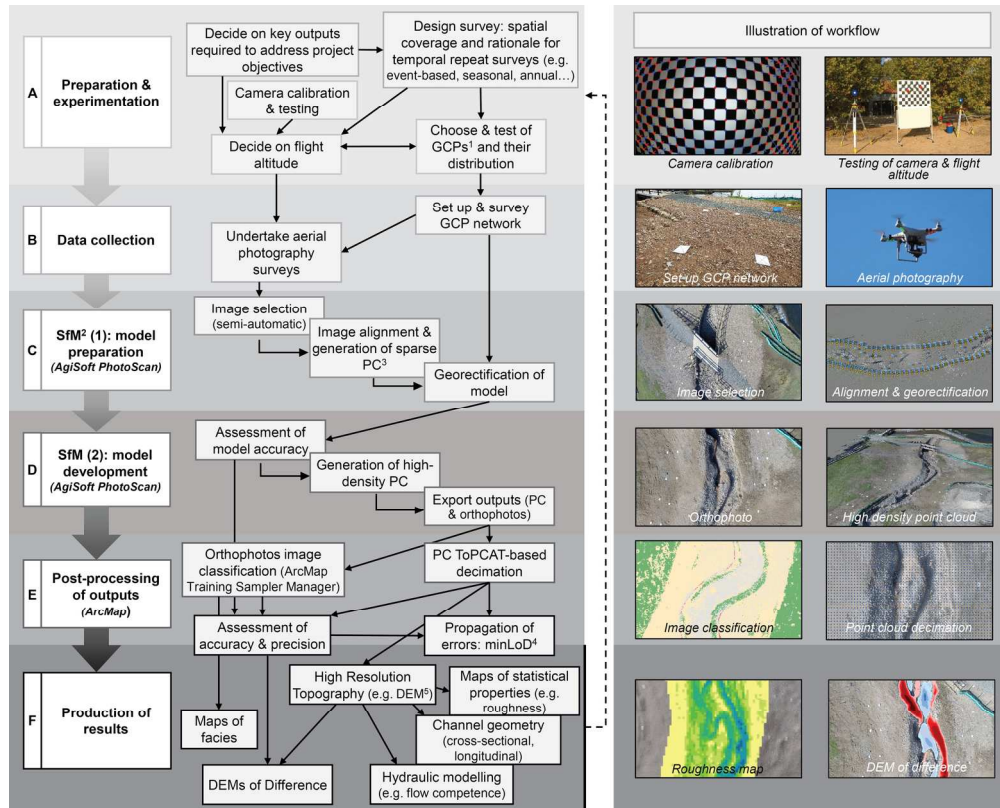 Decide on key outputs
required to address project
objectives
Design survey: spatial
coverage and rationale for
temporal repeat surveys (e.g.
event-based, seasonal, annual…)
A
Preparation &
experimentation
Camera calibration
& testing
Decide on flight
altitude
Choose & test of
GCPs¹ and their
distribution
B
Data collection
Set up & survey
GCP network
Undertake aerial
photography
surveys
C
SfM² (1): model
preparation
(AgiSoft PhotoScan)
Image selection
(semi-automatic)
Image alignment &
generation of sparse
PC³
Georectification of
model
D
SfM (2): model
development
(AgiSoft PhotoScan)
Assessment of
model accuracy
Generation of high-
density PC
Export outputs (PC
& orthophotos)
E
Post-processing
of outputs
(ArcMap)
Orthophotos image
classification (ArcMap
Training Sampler Manager)
PC ToPCAT-based
decimation
Assessment of
accuracy & precision
Propagation of
errors: minLoD⁴
F
Production of
results
High Resolution
Topography (e.g. DEM⁵)
Maps of statistical
properties (e.g.
roughness)
Maps of
facies
Channel geometry
(cross-sectional,
longitudinal)
DEMs of Difference
Hydraulic modelling
(e.g. flow competence)
Illustration of workflow
Camera calibration
Testing of camera & flight
altitude
Set-up GCP network
Aerial photography
Image selection
Alignment & georectification
Orthophoto
High density point cloud
Image classification
Point cloud decimation
Roughness map
DEM of difference